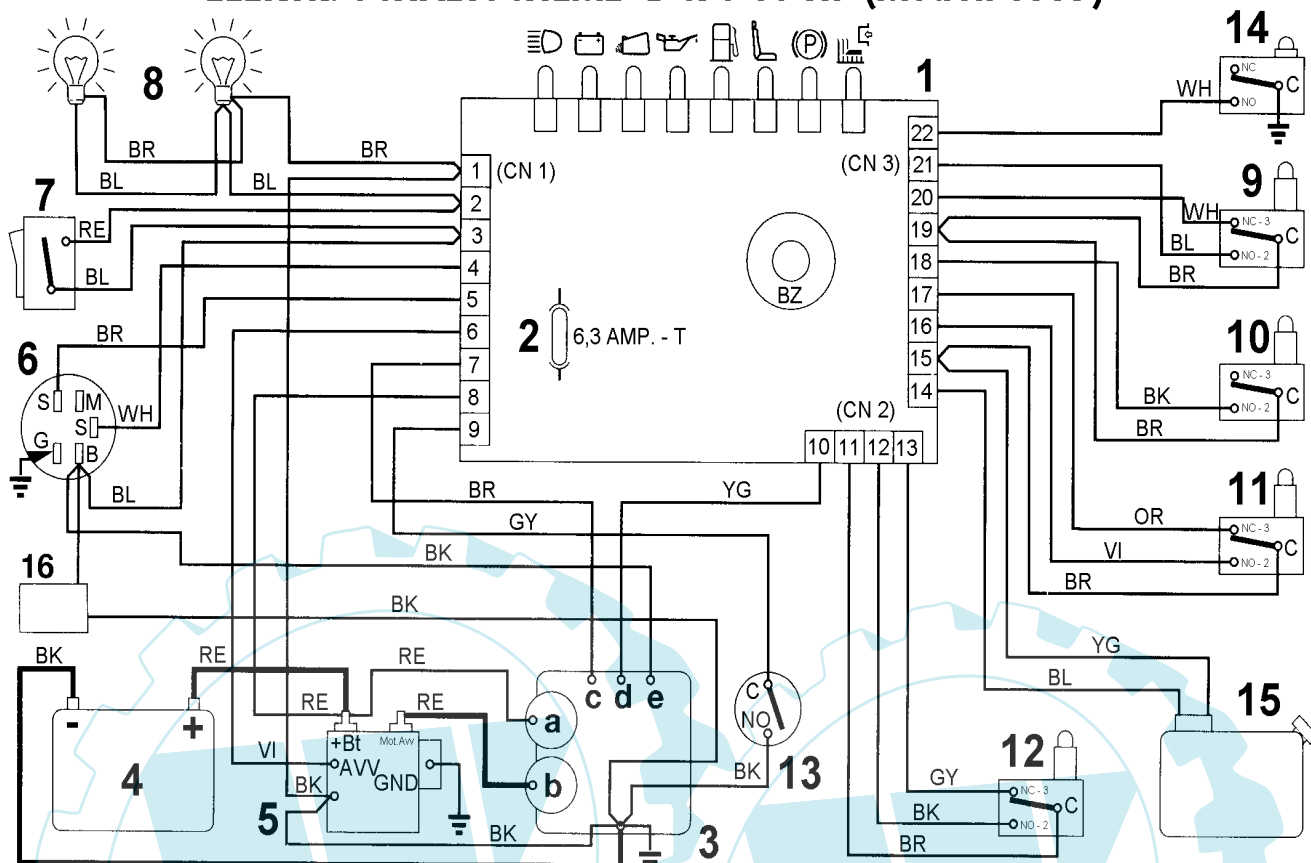 14
8
1
NC
C
WH
NO
BR
BR
22
(CN 1)
1
(CN 3)
21
9
BL
BL
2
20
WH
NC - 3
7
RE
3
19
C
BL
NO - 2
BL
4
18
BR
5
BZ
17
BR
2
6,3 AMP. - T
6
16
10
6
7
15
NC - 3
C
S
M
8
14
BK
NO - 2
WH
S
9
(CN 2)
BR
G
B
10
11
12
13
BL
BR
YG
11
GY
OR
NC - 3
C
16
BK
VI
NO - 2
BR
BK
BK
RE
RE
YG
BL
15
-
+
RE
RE
c
d
e
C
a
NO
+Bt
Mot.Avv
12
4
VI
AVV
GND
b
BK
13
GY
NC - 3
C
5
BK
BK
NO - 2
BK
3
BR